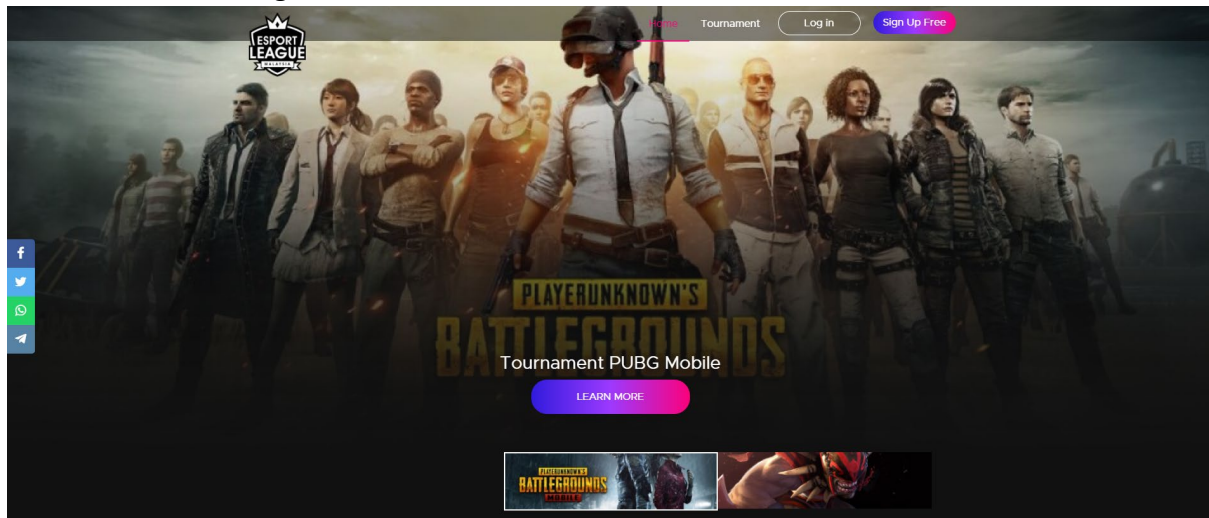 ESPORT
LEAGUE
MALAYSIA
Home
Tournament
Log in
Sign Up Free
PLAYERUNKNOWN'S
BATTLEGROUNDS
Tournament PUBG Mobile
LEARN MORE
PLAYERUNKNOWN'S
BATTLEGROUNDS
MOBILE